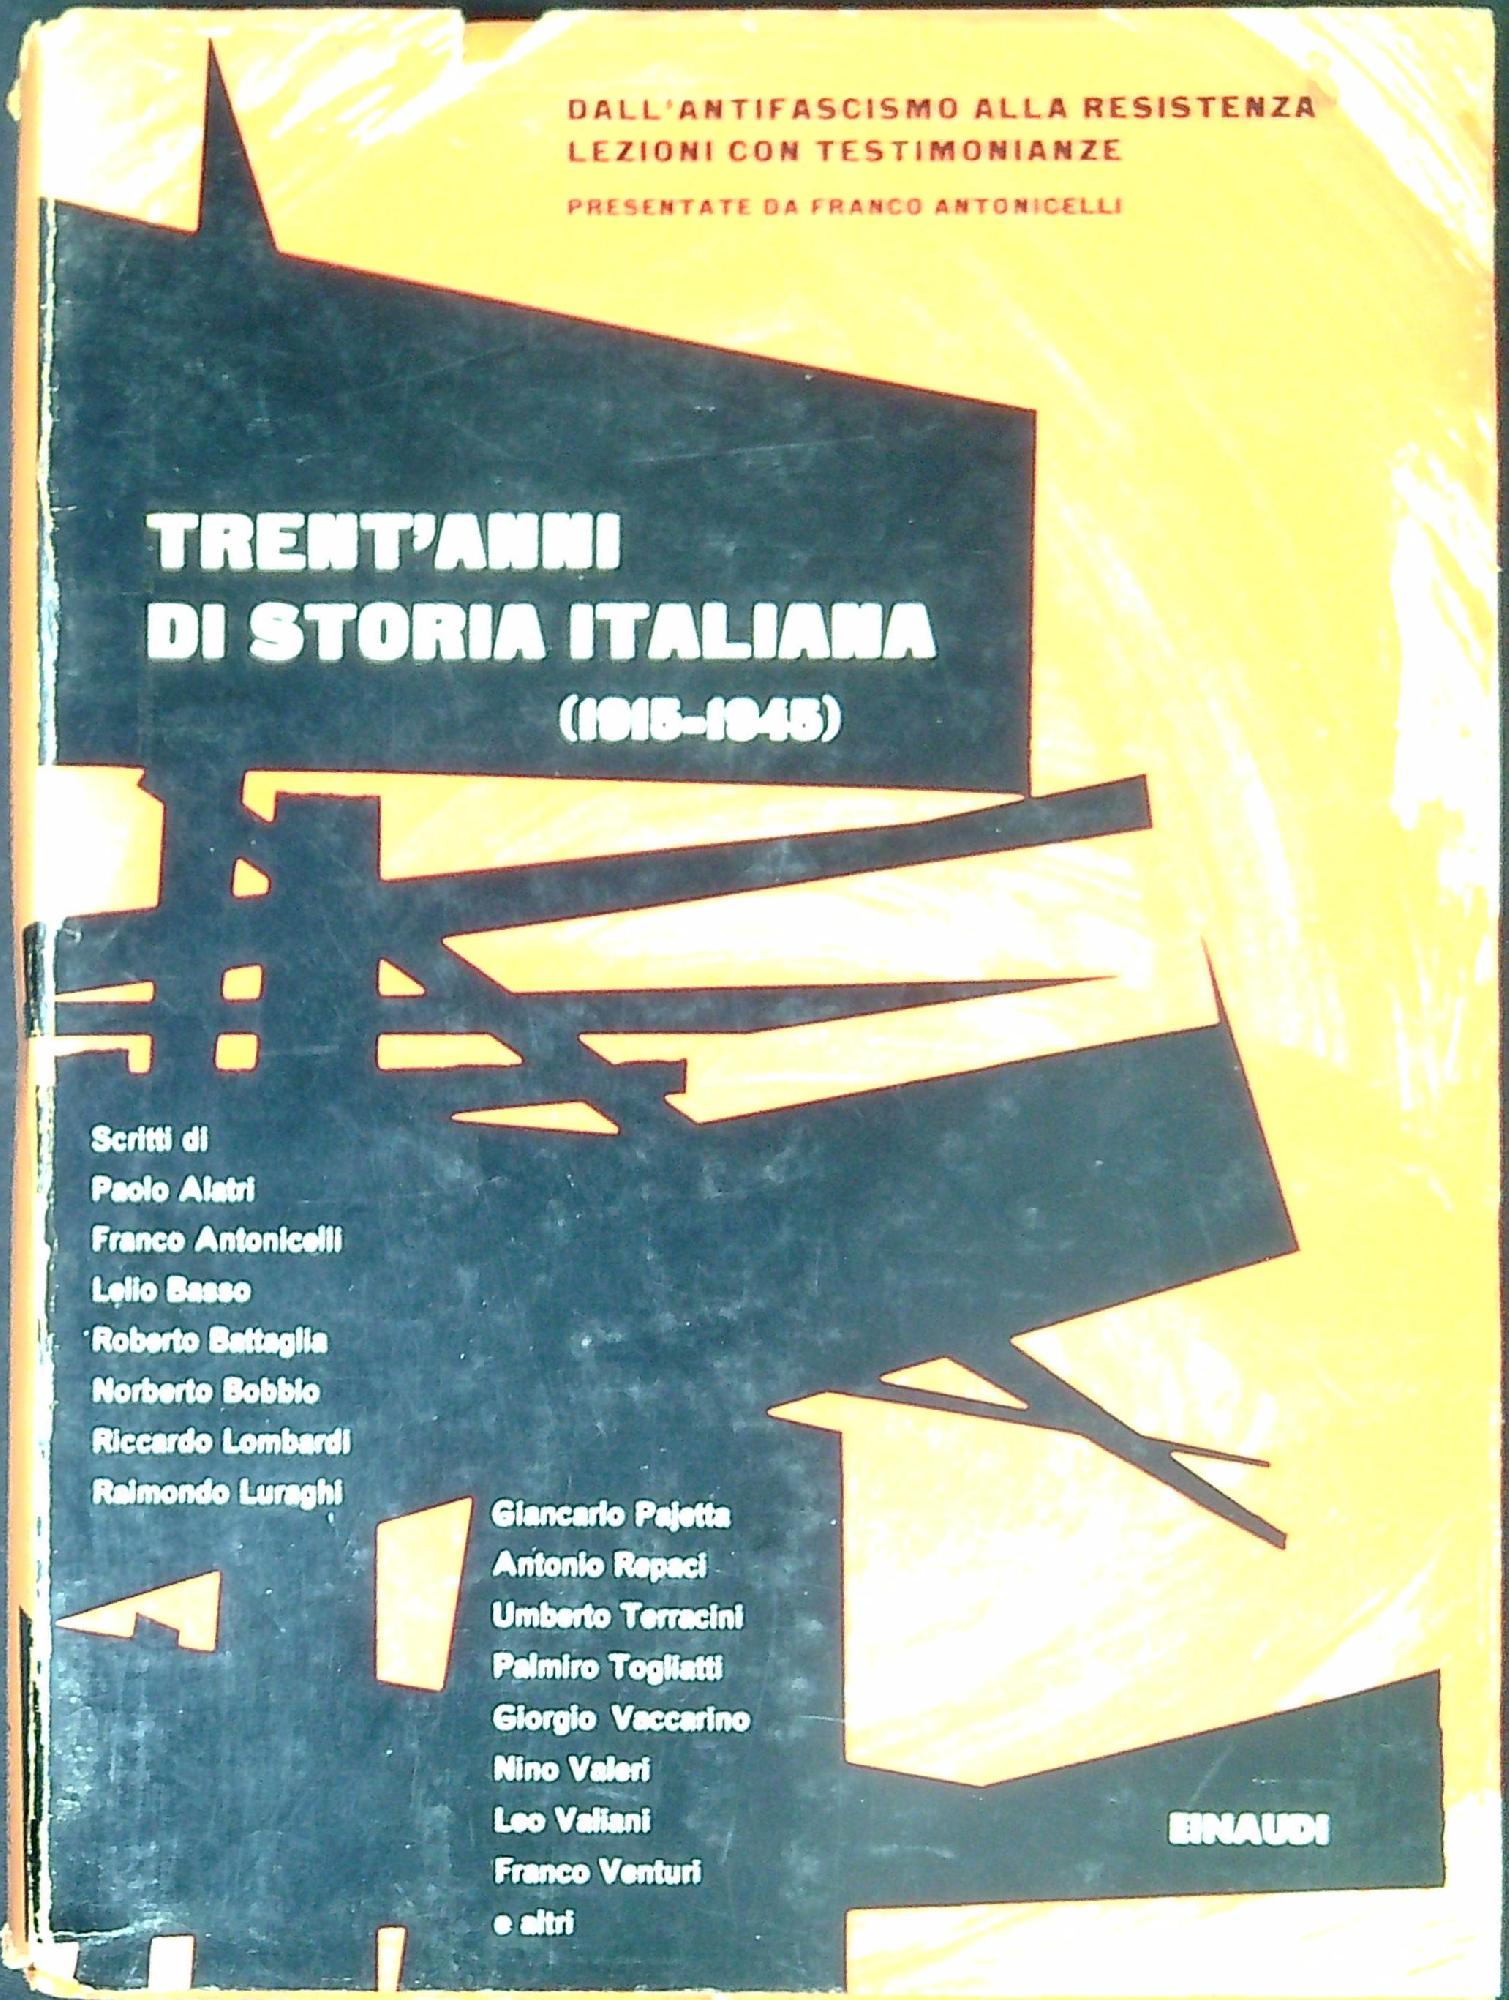 DALL'ANTIFASCISMO ALLA RESISTENZA
LEZIONI CON TESTIMONIANZE
PRESENTATE DA FRANCO ANTONICELLI
TRENT'ANNI
DI STORIA ITALIANA
(1915-1945)
Scritti di
Paolo Alatri
Franco Antonicelli
Lelio Basso
Roberto Battaglia
Norberto Bobbio
Riccardo Lombardi
Raimondo Luraghi
Giancarlo Pajetta
Antonio Repaci
Umberto Terracini
Palmiro Togliatti
Giorgio Vaccarino
Nino Valeri
Leo Valiani
Franco Venturi
e altri
EINAUDI